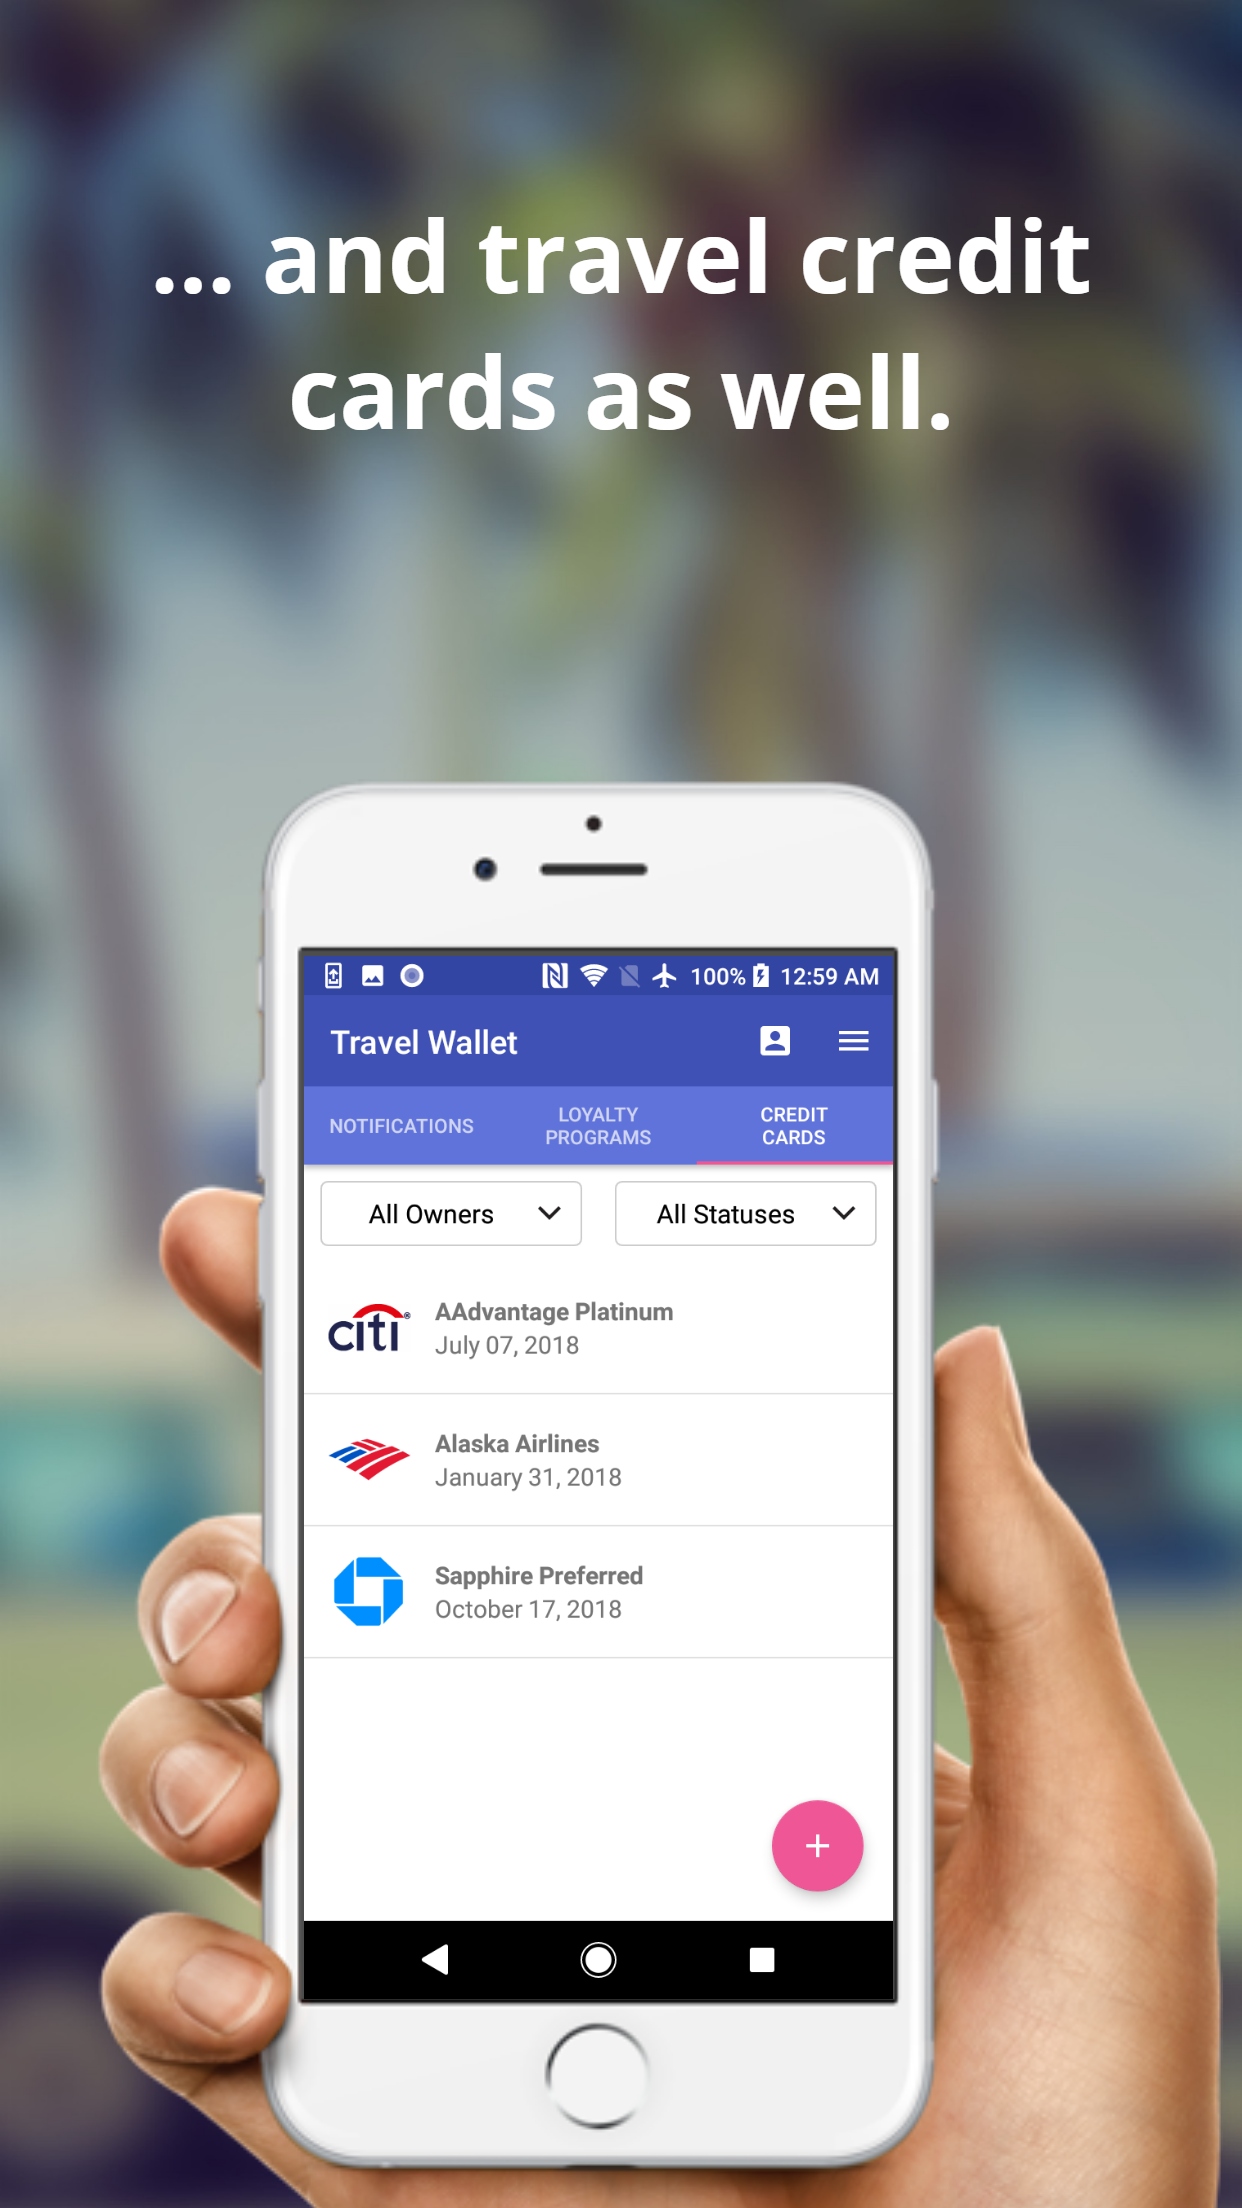 ... and travel credit
cards as well.
100% 12:59 AM
Travel Wallet
NOTIFICATIONS
LOYALTY
PROGRAMS
CREDIT
CARDS
All Owners
All Statuses
citi®
AAdvantage Platinum
July 07, 2018
Alaska Airlines
January 31, 2018
Sapphire Preferred
October 17, 2018